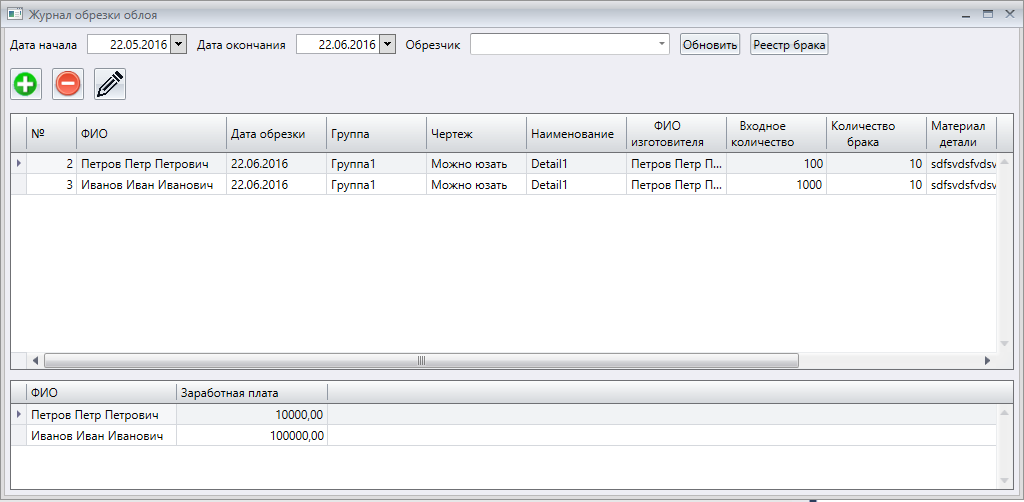 Журнал обрезки облоя
Дата начала 22.05.2016 Дата окончания 22.06.2016 Обрезчик Обновить Реестр брака
№ ФИО Дата обрезки Группа Чертеж Наименование ФИО изготовителя Входное количество Количество брака Материал детали
2 Петров Петр Петрович 22.06.2016 Группа1 Можно юзать Detail1 Петров Петр П... 100 10 sdfsvdsfvdsv
3 Иванов Иван Иванович 22.06.2016 Группа1 Можно юзать Detail1 Петров Петр П... 1000 10 sdfsvdsfvdsv
ФИО Заработная плата
Петров Петр Петрович 10000,00
Иванов Иван Иванович 100000,00